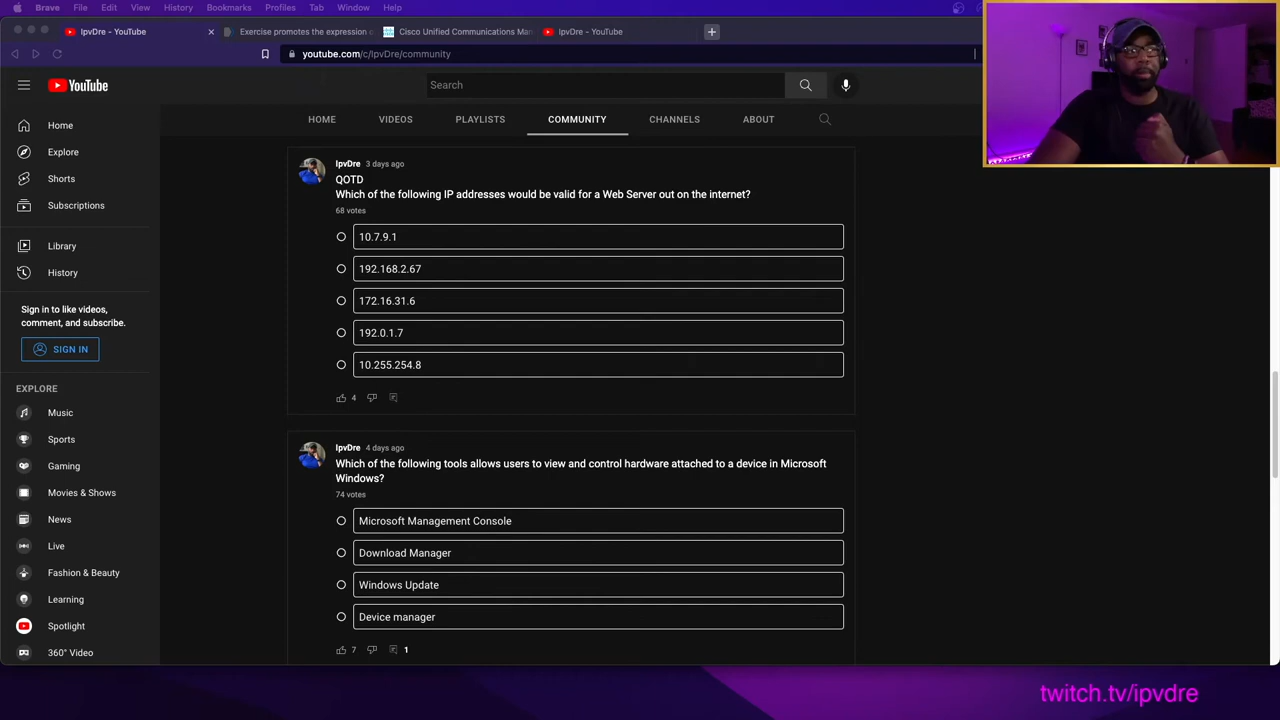 Brave File Edit View History Bookmarks Profiles Tab Window Help
IpvDre - YouTube Exercise promotes the expression o Cisco Unified Communications Man IpvDre - YouTube
youtube.com/c/IpvDre/community
YouTube
Search
HOME VIDEOS PLAYLISTS COMMUNITY CHANNELS ABOUT
Home
Explore
Shorts
Subscriptions
Library
History
Sign in to like videos,
comment, and subscribe.
SIGN IN
EXPLORE
Music
Sports
Gaming
Movies & Shows
News
Live
Fashion & Beauty
Learning
Spotlight
360° Video
IpvDre 3 days ago
QOTD
Which of the following IP addresses would be valid for a Web Server out on the internet?
68 votes
10.7.9.1
192.168.2.67
172.16.31.6
192.0.1.7
10.255.254.8
4
IpvDre 4 days ago
Which of the following tools allows users to view and control hardware attached to a device in Microsoft
Windows?
74 votes
Microsoft Management Console
Download Manager
Windows Update
Device manager
7 1
twitch.tv/ipvdre